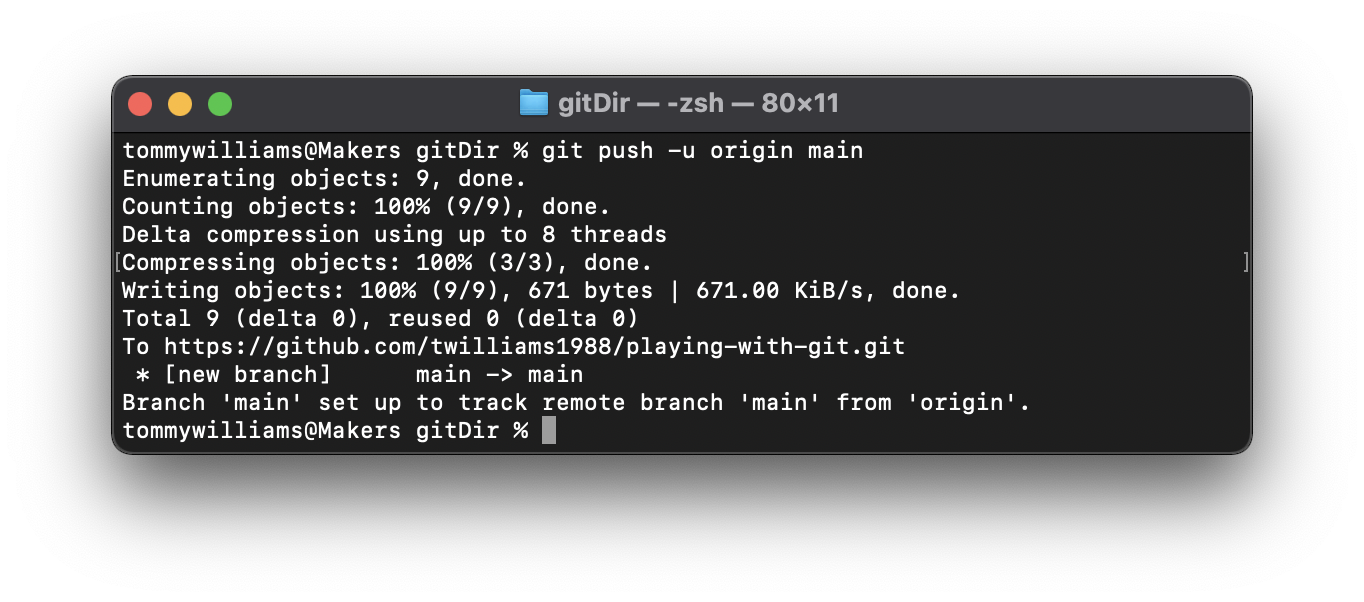 gitDir — -zsh — 80×11
tommywilliams@Makers gitDir % git push -u origin main
Enumerating objects: 9, done.
Counting objects: 100% (9/9), done.
Delta compression using up to 8 threads
[Compressing objects: 100% (3/3), done. ]
Writing objects: 100% (9/9), 671 bytes | 671.00 KiB/s, done.
Total 9 (delta 0), reused 0 (delta 0)
To https://github.com/twilliams1988/playing-with-git.git
 * [new branch]      main -> main
Branch 'main' set up to track remote branch 'main' from 'origin'.
tommywilliams@Makers gitDir %